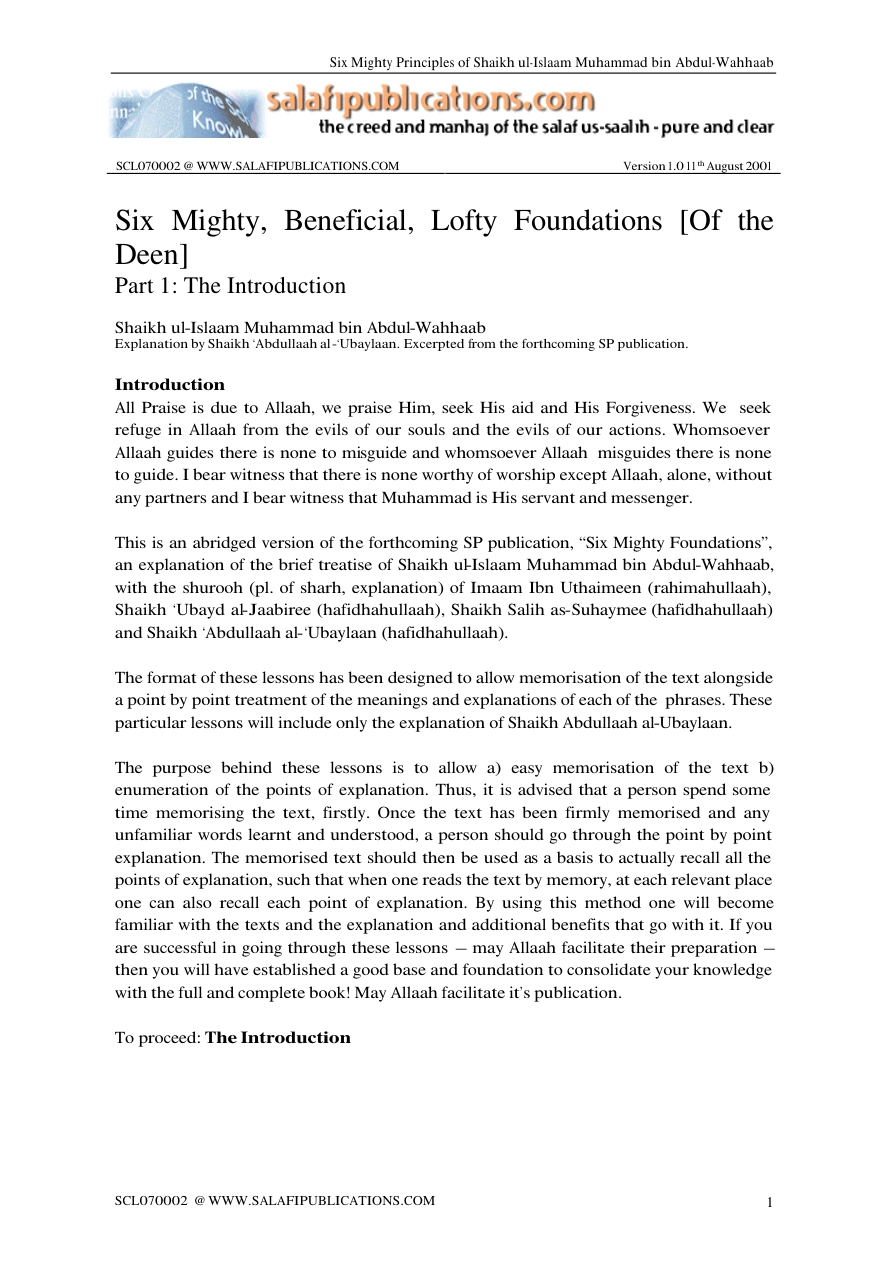 Six Mighty Principles of Shaikh ul-Islaam Muhammad bin Abdul-Wahhaab
of the
Know
salafipublications.com
the creed and manhaj of the salaf us-saalih - pure and clear
SCL070002 @ WWW.SALAFIPUBLICATIONS.COM Version 1.0 11th August 2001
Six Mighty, Beneficial, Lofty Foundations [Of the
Deen]
Part 1: The Introduction
Shaikh ul-Islaam Muhammad bin Abdul-Wahhaab
Explanation by Shaikh ‘Abdullaah al-‘Ubaylaan. Excerpted from the forthcoming SP publication.
Introduction
All Praise is due to Allaah, we praise Him, seek His aid and His Forgiveness. We seek
refuge in Allaah from the evils of our souls and the evils of our actions. Whomsoever
Allaah guides there is none to misguide and whomsoever Allaah misguides there is none
to guide. I bear witness that there is none worthy of worship except Allaah, alone, without
any partners and I bear witness that Muhammad is His servant and messenger.
This is an abridged version of the forthcoming SP publication, “Six Mighty Foundations”,
an explanation of the brief treatise of Shaikh ul-Islaam Muhammad bin Abdul-Wahhaab,
with the shurooh (pl. of sharh, explanation) of Imaam Ibn Uthaimeen (rahimahullaah),
Shaikh ‘Ubayd al-Jaabiree (hafidhahullaah), Shaikh Salih as-Suhaymee (hafidhahullaah)
and Shaikh ‘Abdullaah al-‘Ubaylaan (hafidhahullaah).
The format of these lessons has been designed to allow memorisation of the text alongside
a point by point treatment of the meanings and explanations of each of the phrases. These
particular lessons will include only the explanation of Shaikh Abdullaah al-Ubaylaan.
The purpose behind these lessons is to allow a) easy memorisation of the text b)
enumeration of the points of explanation. Thus, it is advised that a person spend some
time memorising the text, firstly. Once the text has been firmly memorised and any
unfamiliar words learnt and understood, a person should go through the point by point
explanation. The memorised text should then be used as a basis to actually recall all the
points of explanation, such that when one reads the text by memory, at each relevant place
one can also recall each point of explanation. By using this method one will become
familiar with the texts and the explanation and additional benefits that go with it. If you
are successful in going through these lessons – may Allaah facilitate their preparation –
then you will have established a good base and foundation to consolidate your knowledge
with the full and complete book! May Allaah facilitate it’s publication.
To proceed: The Introduction
SCL070002 @ WWW.SALAFIPUBLICATIONS.COM 1